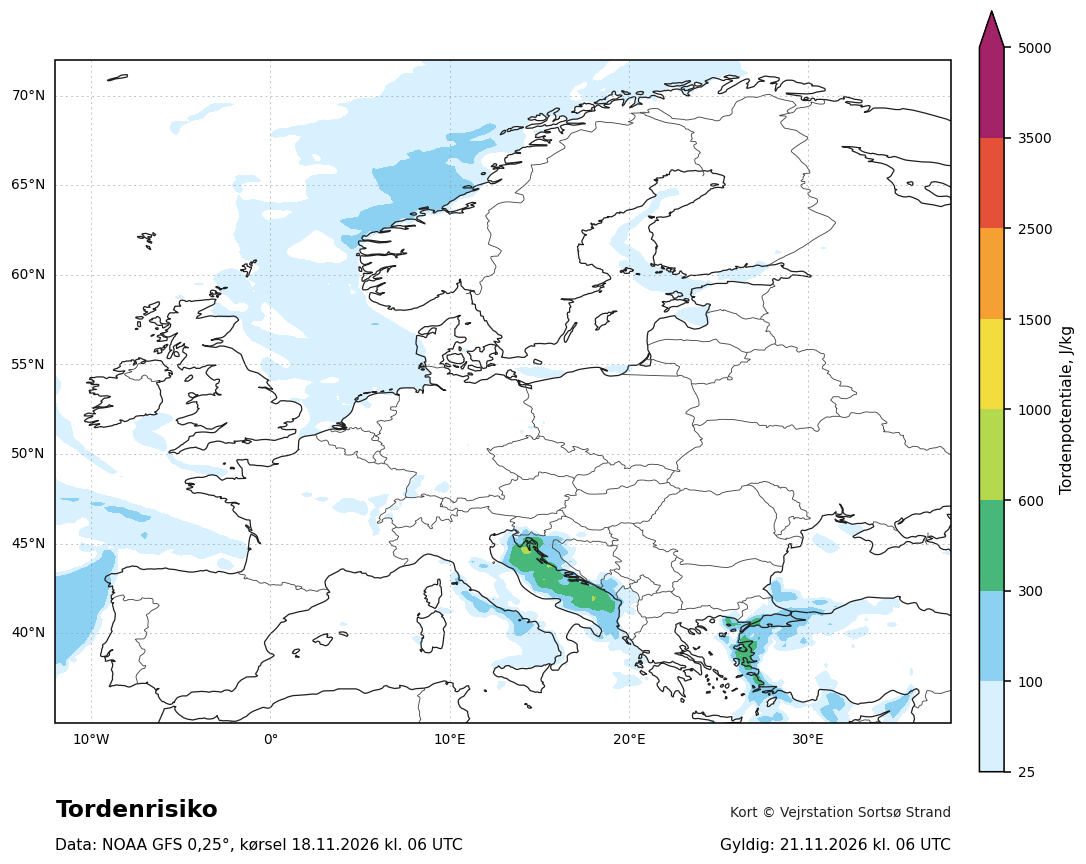 70°N
65°N
60°N
55°N
50°N
45°N
40°N
10°W
0°
10°E
20°E
30°E
5000
3500
2500
1500
1000
600
300
100
25
Tordenpotentiale, J/kg
Tordenrisiko
Kort © Vejrstation Sortsø Strand
Data: NOAA GFS 0,25°, kørsel 18.11.2026 kl. 06 UTC
Gyldig: 21.11.2026 kl. 06 UTC